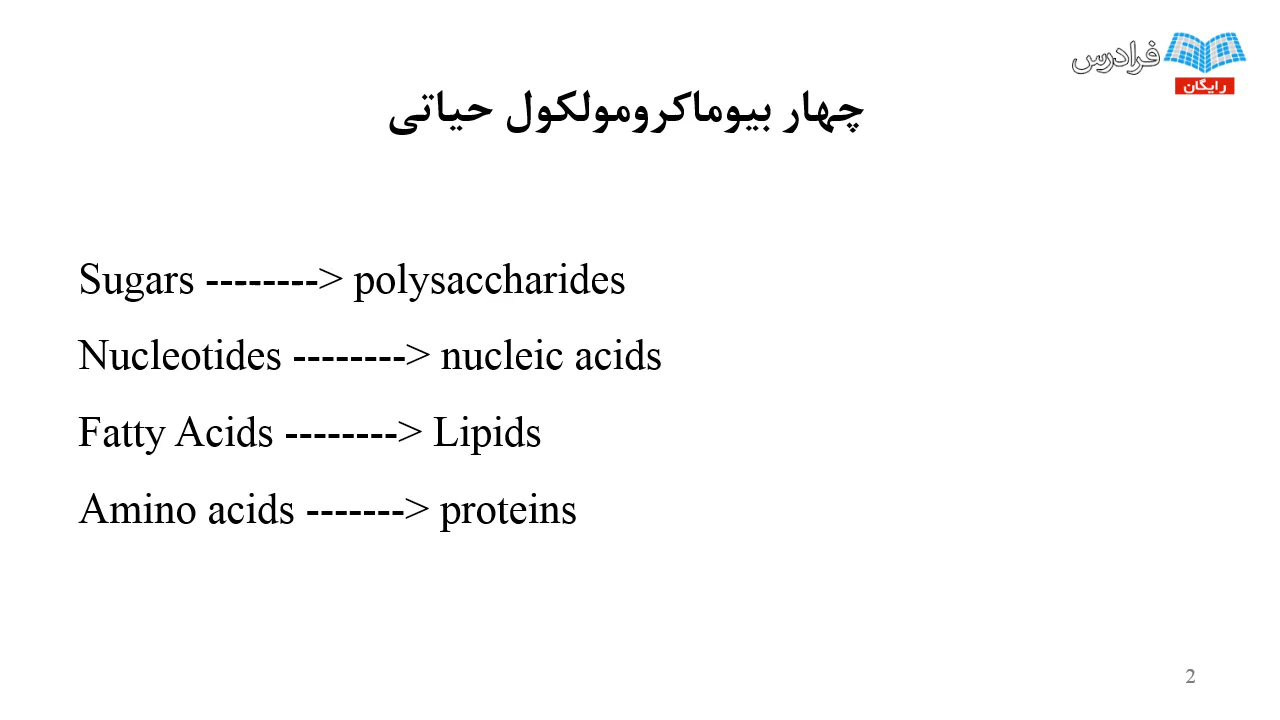 فرادرس
رایگان
چهار بیوماکرومولکول حیاتی
Sugars --------> polysaccharides
Nucleotides --------> nucleic acids
Fatty Acids --------> Lipids
Amino acids -------> proteins
2